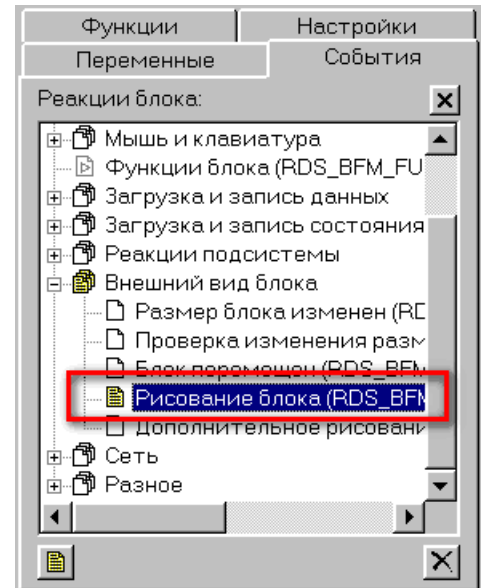 Функции Настройки
Переменные События
Реакции блока:
Мышь и клавиатура
Функции блока (RDS_BFM_FU
Загрузка и запись данных
Загрузка и запись состояния
Реакции подсистемы
Внешний вид блока
Размер блока изменен (RD
Проверка изменения разм
Блок перемещен (RDS_BFM
Рисование блока (RDS_BFM
Дополнительное рисовани
Сеть
Разное